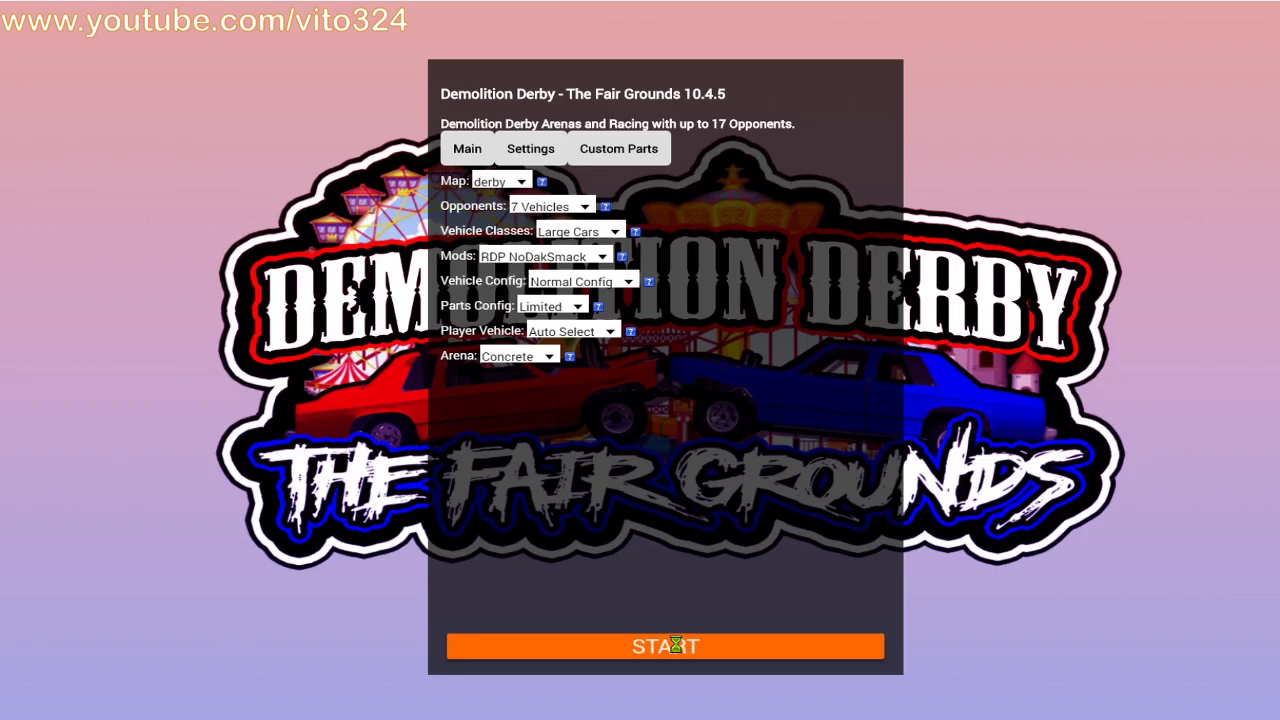 www.youtube.com/vito324
Demolition Derby - The Fair Grounds 10.4.5
Demolition Derby Arenas and Racing with up to 17 Opponents.
Main Settings Custom Parts
Map: derby ?
Opponents: 7 Vehicles ?
Vehicle Classes: Large Cars ?
Mods: RDP NoDakSmack ?
Vehicle Config: Normal Config ?
Parts Config: Limited ?
Player Vehicle: Auto Select ?
Arena: Concrete ?
DEMOLITION DERBY
THE FAIR GROUNDS
START